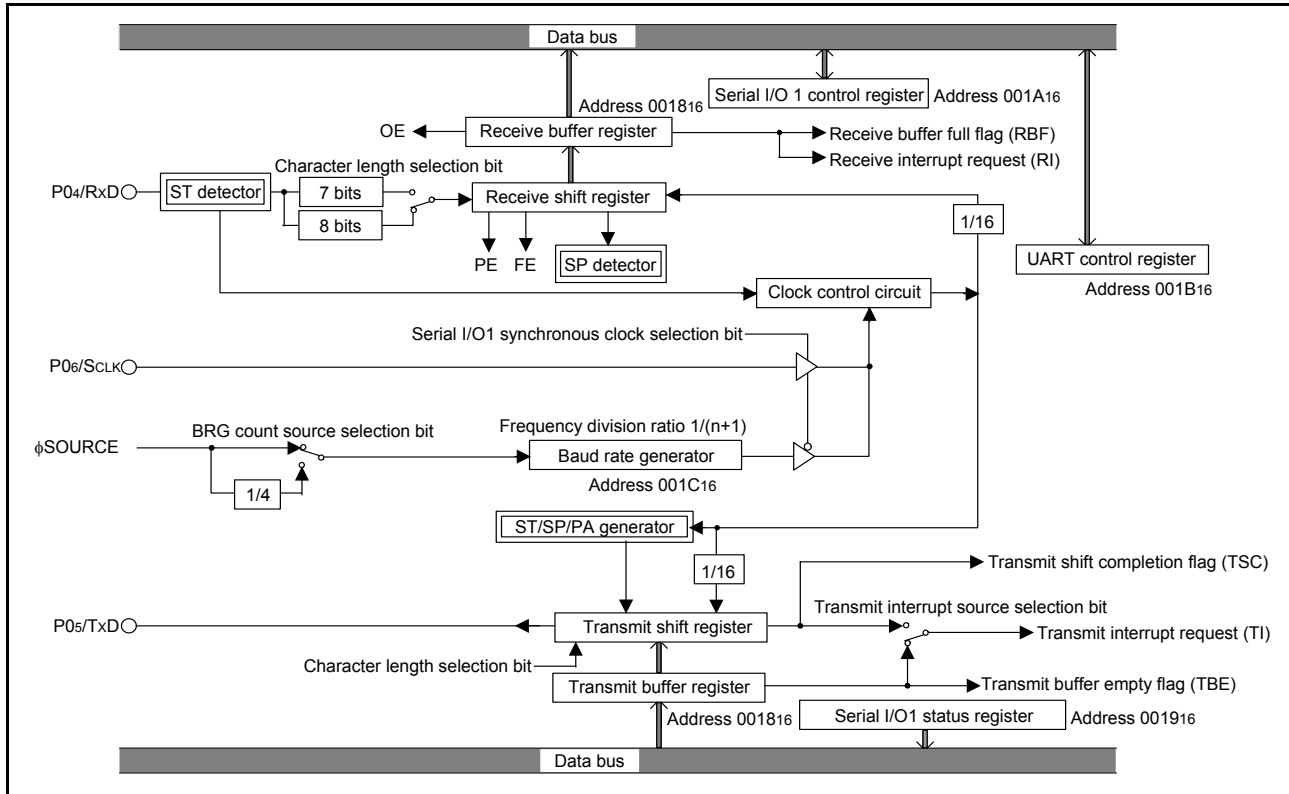 Data bus
Serial I/O 1 control register
Address 001A16
Address 001816
OE
Receive buffer register
Receive buffer full flag (RBF)
Receive interrupt request (RI)
Character length selection bit
P04/RxD
ST detector
7 bits
8 bits
Receive shift register
1/16
PE
FE
SP detector
UART control register
Address 001B16
Clock control circuit
Serial I/O1 synchronous clock selection bit
P06/SCLK
BRG count source selection bit
Frequency division ratio 1/(n+1)
ϕSOURCE
Baud rate generator
1/4
Address 001C16
ST/SP/PA generator
1/16
Transmit shift completion flag (TSC)
Transmit interrupt source selection bit
P05/TxD
Transmit shift register
Transmit interrupt request (TI)
Character length selection bit
Transmit buffer register
Transmit buffer empty flag (TBE)
Address 001816
Serial I/O1 status register
Address 001916
Data bus